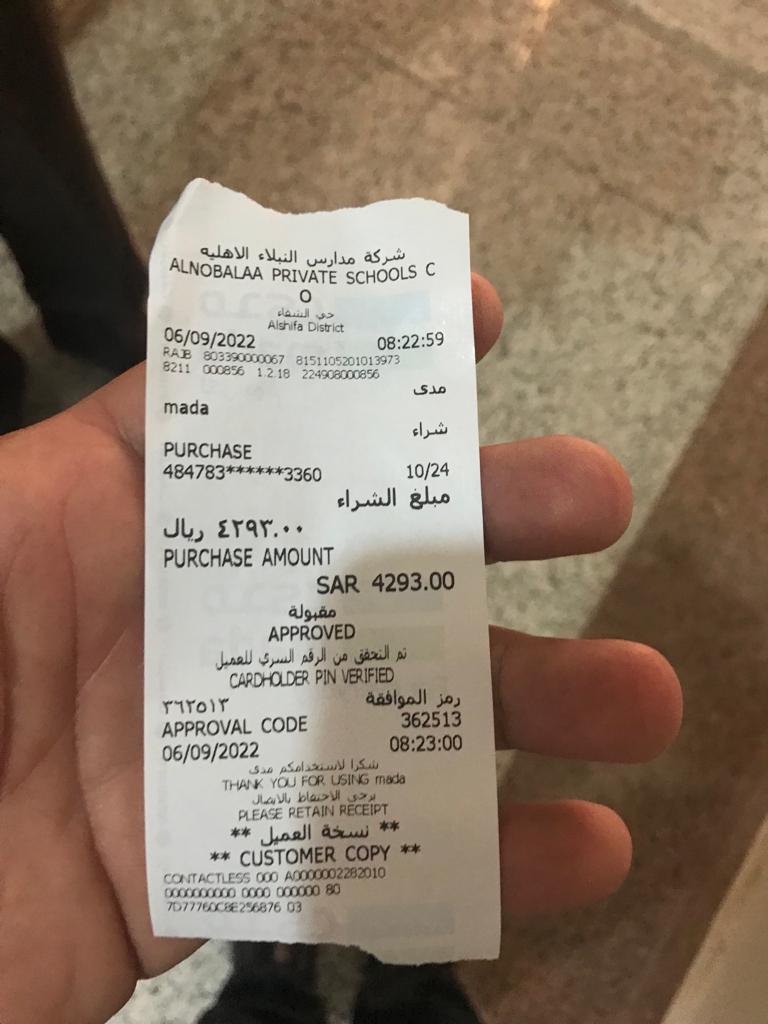 شركة مدارس النبلاء الاهليه
ALNOBALAA PRIVATE SCHOOLS C
O
حي الشفاء
Alshifa District
06/09/2022 08:22:59
RAJB 803390000067 8151105201013973
8211 000856 1.2.18 224908000856
مدى
mada
شراء
PURCHASE
484783******3360 10/24
مبلغ الشراء
٤٢٩٣.٠٠ ريال
PURCHASE AMOUNT
SAR 4293.00
مقبولة
APPROVED
تم التحقق من الرقم السري للعميل
CARDHOLDER PIN VERIFIED
رمز الموافقة ٣٦٢٥١٣
APPROVAL CODE 362513
06/09/2022 08:23:00
شكرا لاستخدامكم مدى
THANK YOU FOR USING mada
يرجى الاحتفاظ بالايصال
PLEASE RETAIN RECEIPT
** نسخة العميل **
** CUSTOMER COPY **
CONTACTLESS 000 A0000002282010
0000000000 0000 000000 80
7D77760C8E256876 03